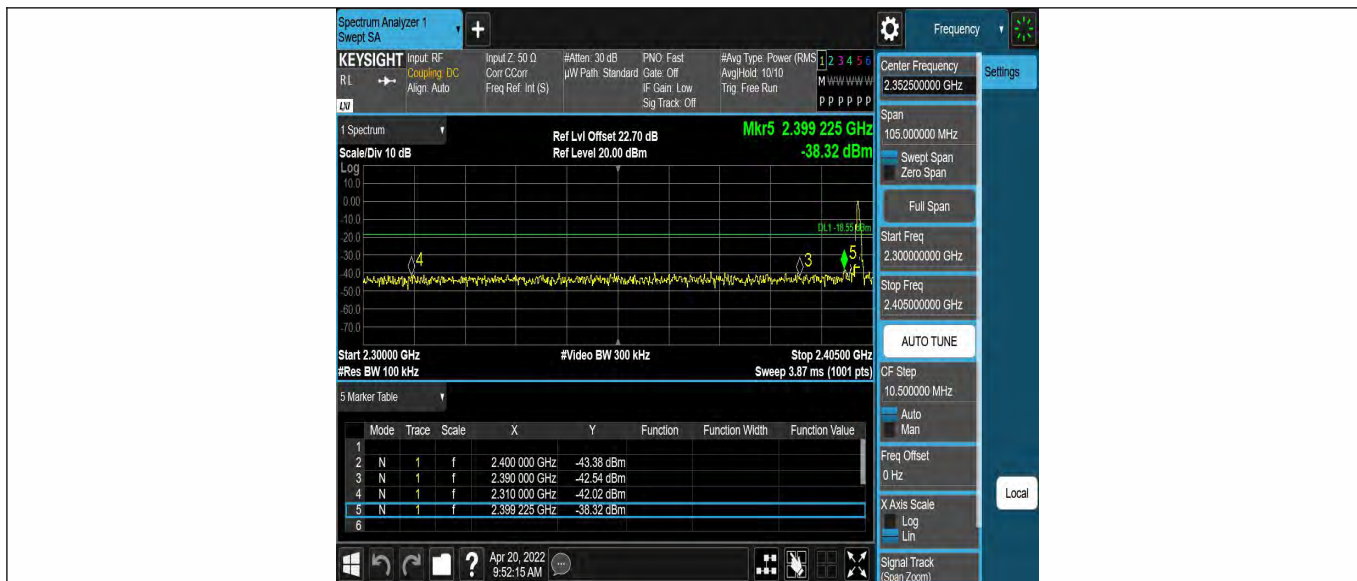 Spectrum Analyzer 1
Swept SA
+
Frequency
KEYSIGHT
Input: RF
Input Z: 50 Ω
#Atten: 30 dB
PNO: Fast
#Avg Type: Power (RMS
1 2 3 4 5 6
RL
Coupling: DC
Corr CCorr
µW Path: Standard
Gate: Off
Avg|Hold: 10/10
M W W W W W
Align: Auto
Freq Ref: Int (S)
IF Gain: Low
Trig: Free Run
LXI
Sig Track: Off
P P P P P P
1 Spectrum
Ref Lvl Offset 22.70 dB
Mkr5 2.399 225 GHz
Scale/Div 10 dB
Ref Level 20.00 dBm
-38.32 dBm
Log
10.0
0.00
-10.0
DL1 -18.55 dBm
-20.0
-30.0
4
3
5
-40.0
-50.0
-60.0
-70.0
Start 2.30000 GHz
#Video BW 300 kHz
Stop 2.40500 GHz
#Res BW 100 kHz
Sweep 3.87 ms (1001 pts)
5 Marker Table
Mode Trace Scale X Y Function Function Width Function Value
1
2 N 1 f 2.400 000 GHz -43.38 dBm
3 N 1 f 2.390 000 GHz -42.54 dBm
4 N 1 f 2.310 000 GHz -42.02 dBm
5 N 1 f 2.399 225 GHz -38.32 dBm
6
?
Apr 20, 2022
9:52:15 AM
Center Frequency
2.352500000 GHz
Settings
Span
105.000000 MHz
Swept Span
Zero Span
Full Span
Start Freq
2.300000000 GHz
Stop Freq
2.405000000 GHz
AUTO TUNE
CF Step
10.500000 MHz
Auto
Man
Freq Offset
0 Hz
Local
X Axis Scale
Log
Lin
Signal Track
(Span Zoom)